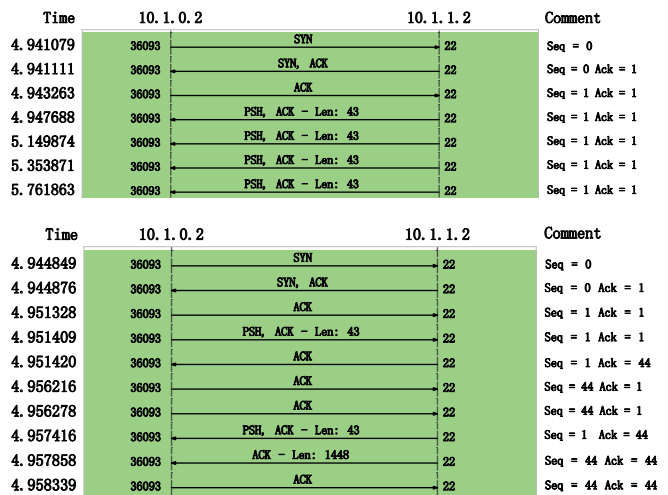 Time 10.1.0.2 10.1.1.2 Comment
4.941079 36093 SYN 22 Seq = 0
4.941111 36093 SYN, ACK 22 Seq = 0 Ack = 1
4.943263 36093 ACK 22 Seq = 1 Ack = 1
4.947688 36093 PSH, ACK - Len: 43 22 Seq = 1 Ack = 1
5.149874 36093 PSH, ACK - Len: 43 22 Seq = 1 Ack = 1
5.353871 36093 PSH, ACK - Len: 43 22 Seq = 1 Ack = 1
5.761863 36093 PSH, ACK - Len: 43 22 Seq = 1 Ack = 1
Time 10.1.0.2 10.1.1.2 Comment
4.944849 36093 SYN 22 Seq = 0
4.944876 36093 SYN, ACK 22 Seq = 0 Ack = 1
4.951328 36093 ACK 22 Seq = 1 Ack = 1
4.951409 36093 PSH, ACK - Len: 43 22 Seq = 1 Ack = 1
4.951420 36093 ACK 22 Seq = 1 Ack = 44
4.956216 36093 ACK 22 Seq = 44 Ack = 1
4.956278 36093 ACK 22 Seq = 44 Ack = 1
4.957416 36093 PSH, ACK - Len: 43 22 Seq = 1 Ack = 44
4.957858 36093 ACK - Len: 1448 22 Seq = 44 Ack = 44
4.958339 36093 ACK 22 Seq = 44 Ack = 44